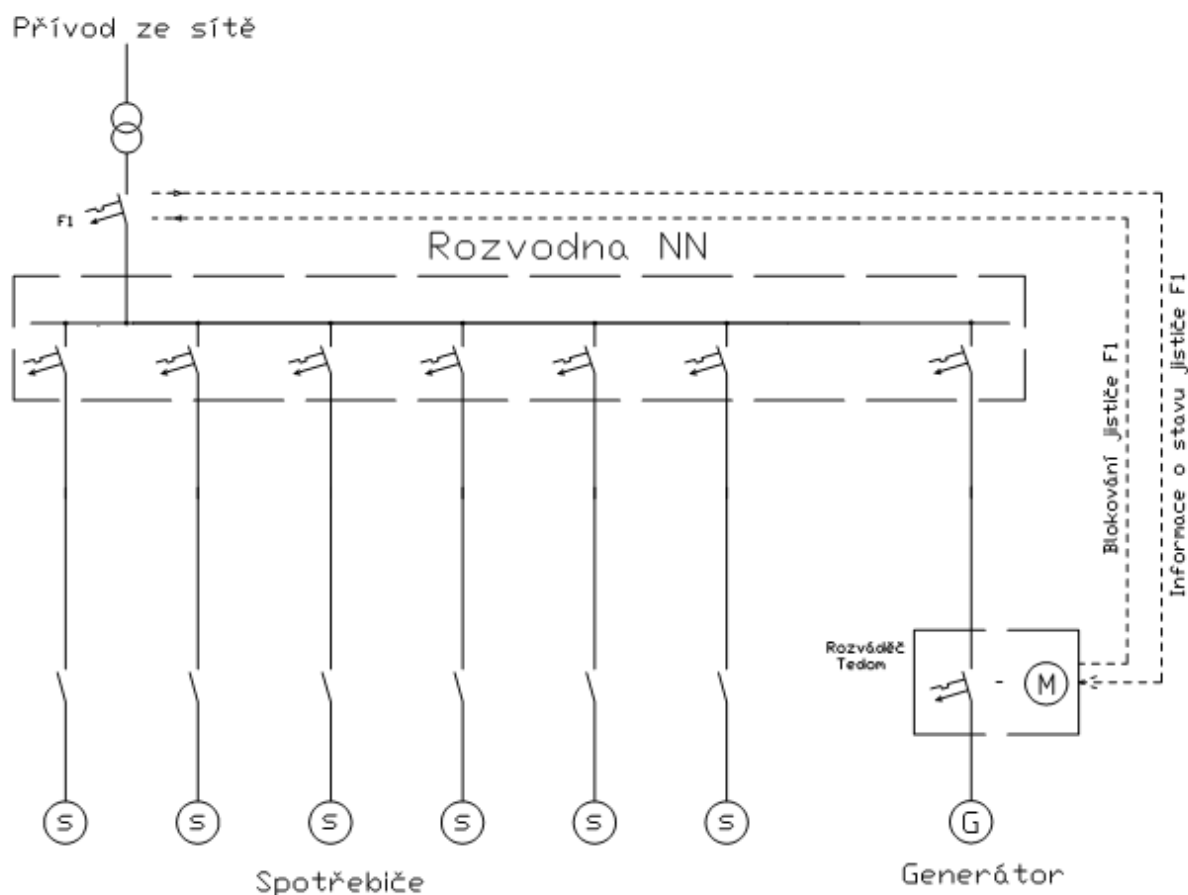 Přívod ze sítě
F1
Rozvodna NN
Blokování jističe F1
Informace o stavu jističe F1
Rozváděč
Tedom
M
S
S
S
S
S
S
G
Spotřebiče
Generátor